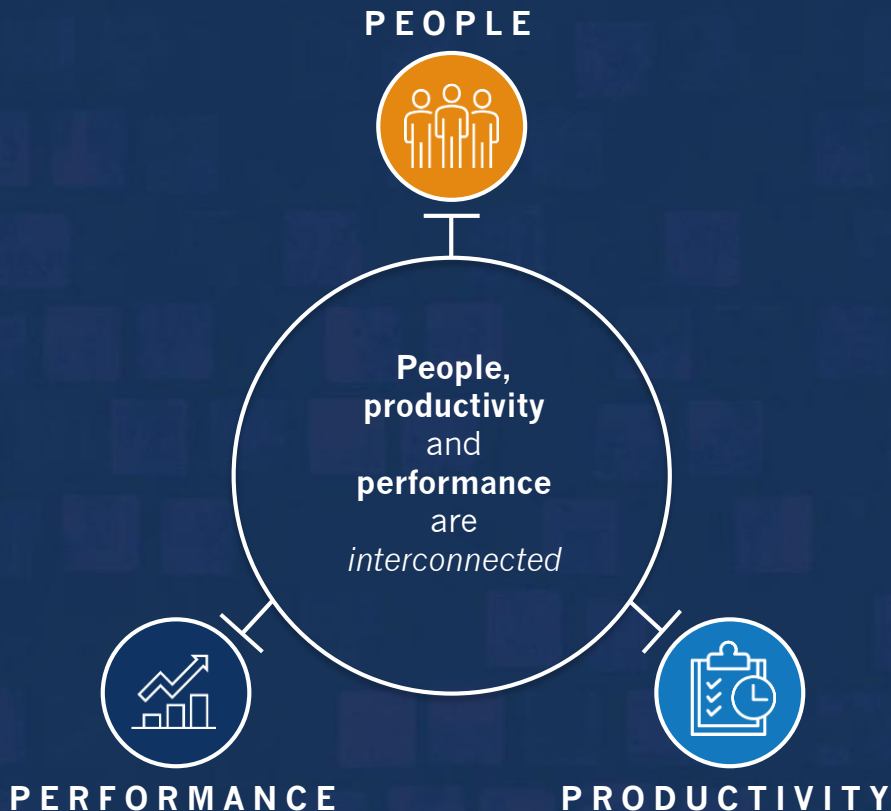 PEOPLE
People,
productivity
and
performance
are
interconnected
PERFORMANCE
PRODUCTIVITY